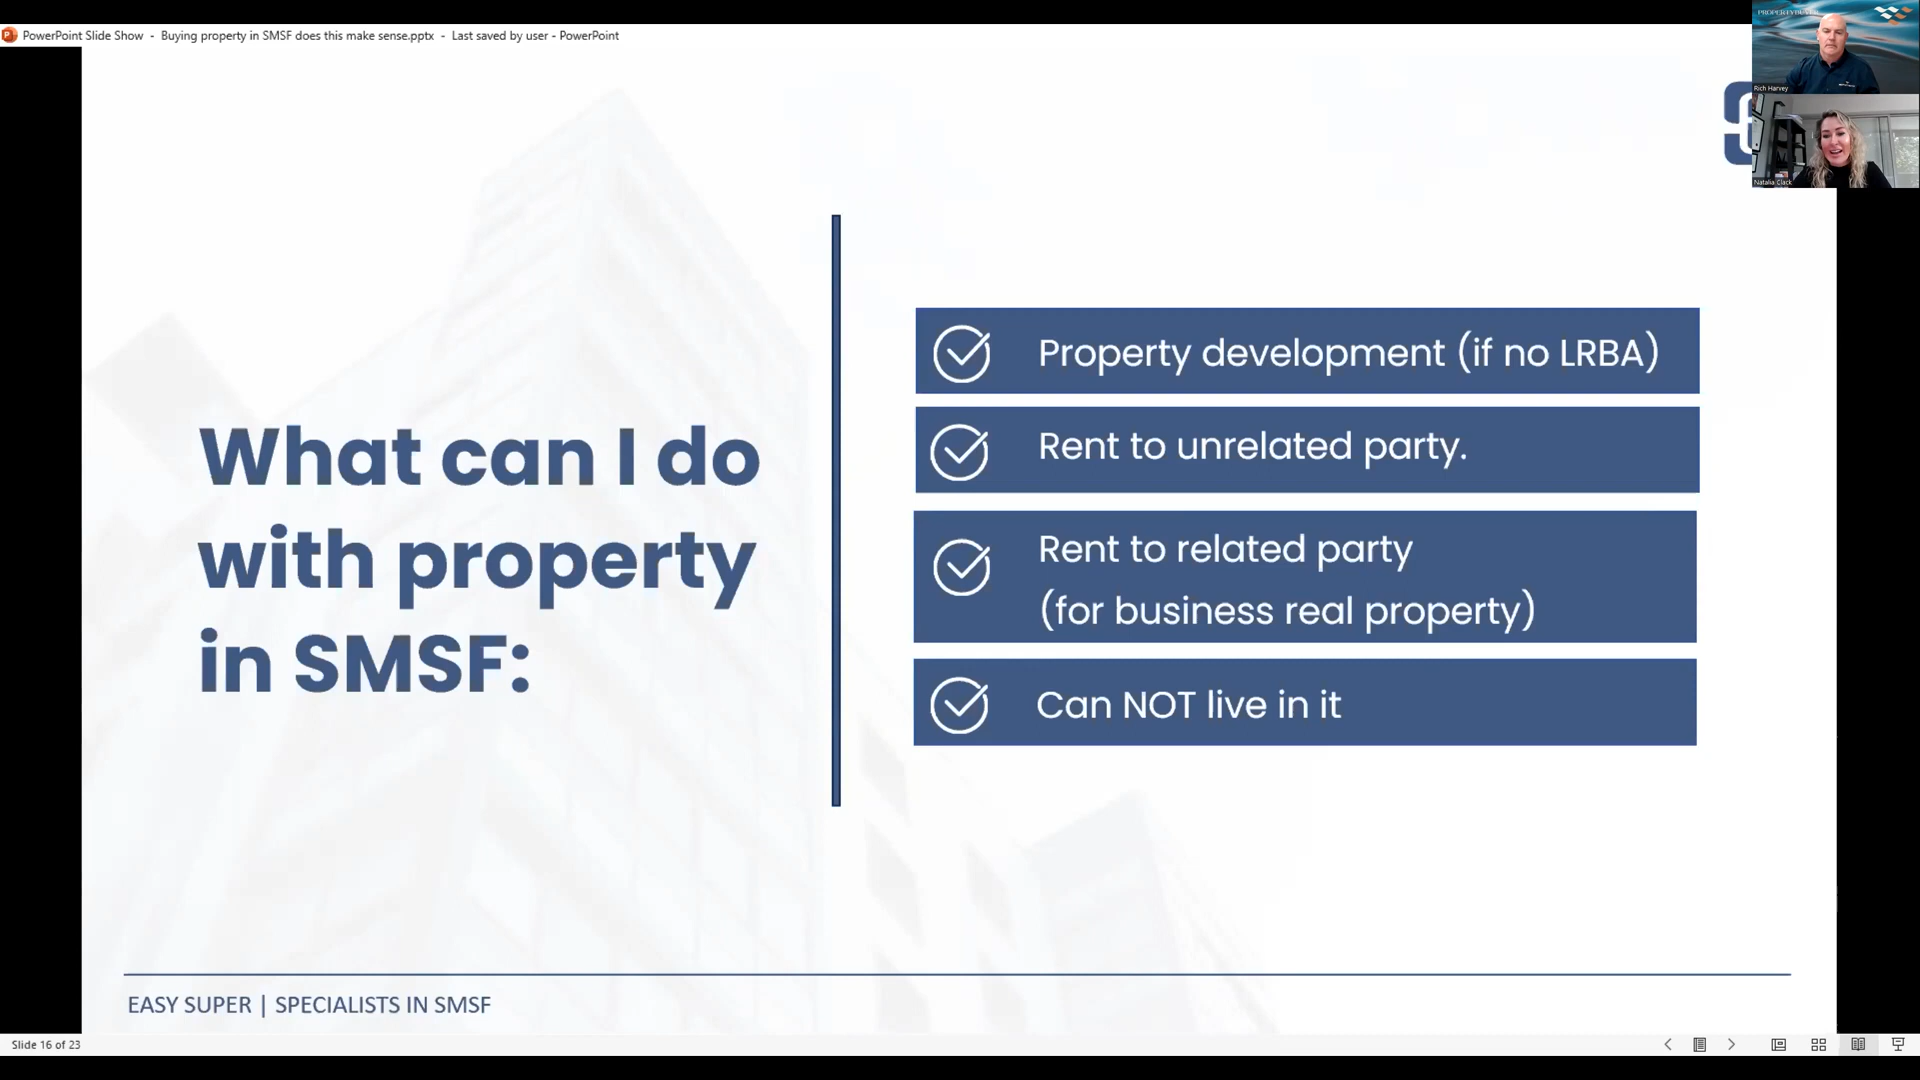 PowerPoint Slide Show - Buying property in SMSF does this make sense.pptx - Last saved by user - PowerPoint
Rich Harvey
Natalia Clack
What can I do
with property
in SMSF:
Property development (if no LRBA)
Rent to unrelated party.
Rent to related party
(for business real property)
Can NOT live in it
EASY SUPER | SPECIALISTS IN SMSF
Slide 16 of 23